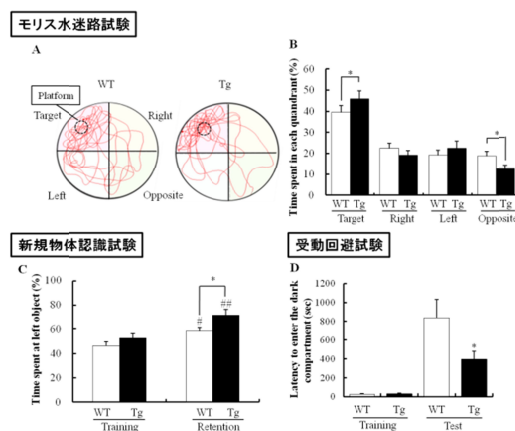 モリス水迷路試験
A
WT
Tg
Platform
Target
Right
Left
Opposite
B
Time spent in each quandrant (%)
60
50
40
30
20
10
0
*
*
WT Tg WT Tg WT Tg WT Tg
Target Right Left Opposite
新規物体認識試験
C
Time spent at left object (%)
100
80
60
40
20
0
*
#
##
WT Tg WT Tg
Training Retention
受動回避試験
D
Latency to enter the dark
compartment (sec)
1200
1000
800
600
400
200
0
*
WT Tg WT Tg
Training Test